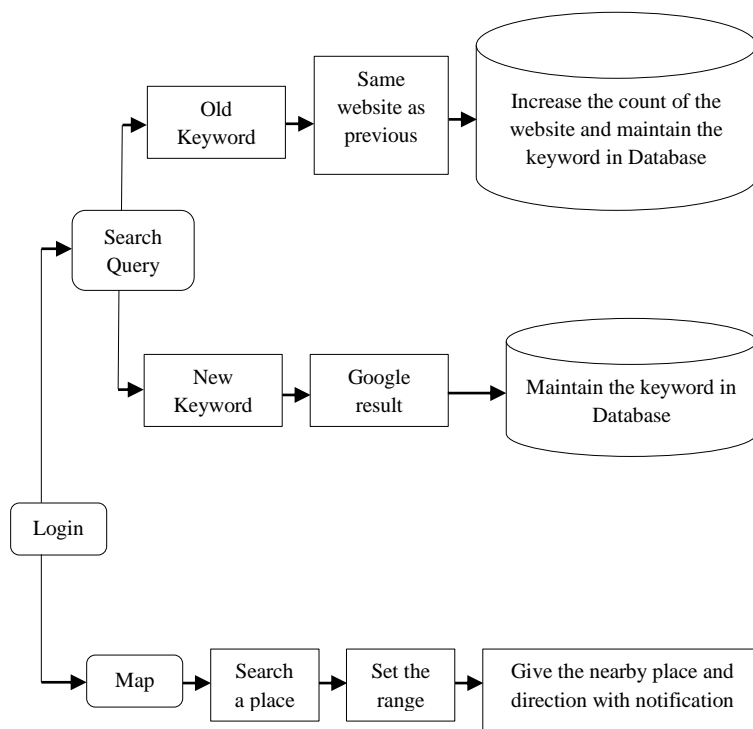 Old
Keyword
Same
website as
previous
Increase the count of the
website and maintain the
keyword in Database
Search
Query
New
Keyword
Google
result
Maintain the keyword in
Database
Login
Map
Search
a place
Set the
range
Give the nearby place and
direction with notification